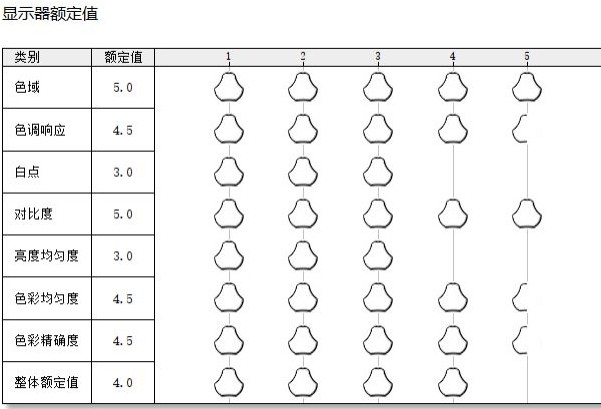 显示器额定值
类别 额定值 1 2 3 4 5
色域 5.0
色调响应 4.5
白点 3.0
对比度 5.0
亮度均匀度 3.0
色彩均匀度 4.5
色彩精确度 4.5
整体额定值 4.0